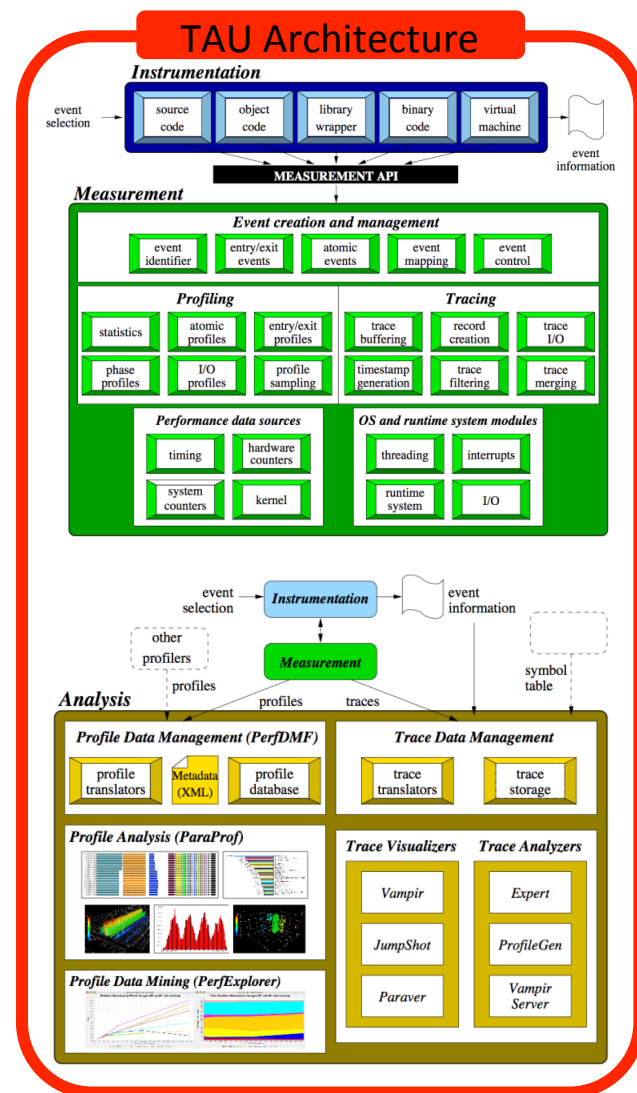 TAU Architecture
Instrumentation
event
selection
source
code
object
code
library
wrapper
binary
code
virtual
machine
event
information
MEASUREMENT API
Measurement
Event creation and management
event
identifier
entry/exit
events
atomic
events
event
mapping
event
control
Profiling
statistics
atomic
profiles
entry/exit
profiles
phase
profiles
I/O
profiles
profile
sampling
Tracing
trace
buffering
record
creation
trace
I/O
timestamp
generation
trace
filtering
trace
merging
Performance data sources
timing
hardware
counters
system
counters
kernel
OS and runtime system modules
threading
interrupts
runtime
system
I/O
event
selection
Instrumentation
event
information
other
profilers
Measurement
symbol
table
profiles
profiles
traces
Analysis
Profile Data Management (PerfDMF)
profile
translators
Metadata
(XML)
profile
database
Trace Data Management
trace
translators
trace
storage
Profile Analysis (ParaProf)
Profile Data Mining (PerfExplorer)
Trace Visualizers
Vampir
JumpShot
Paraver
Trace Analyzers
Expert
ProfileGen
Vampir
Server